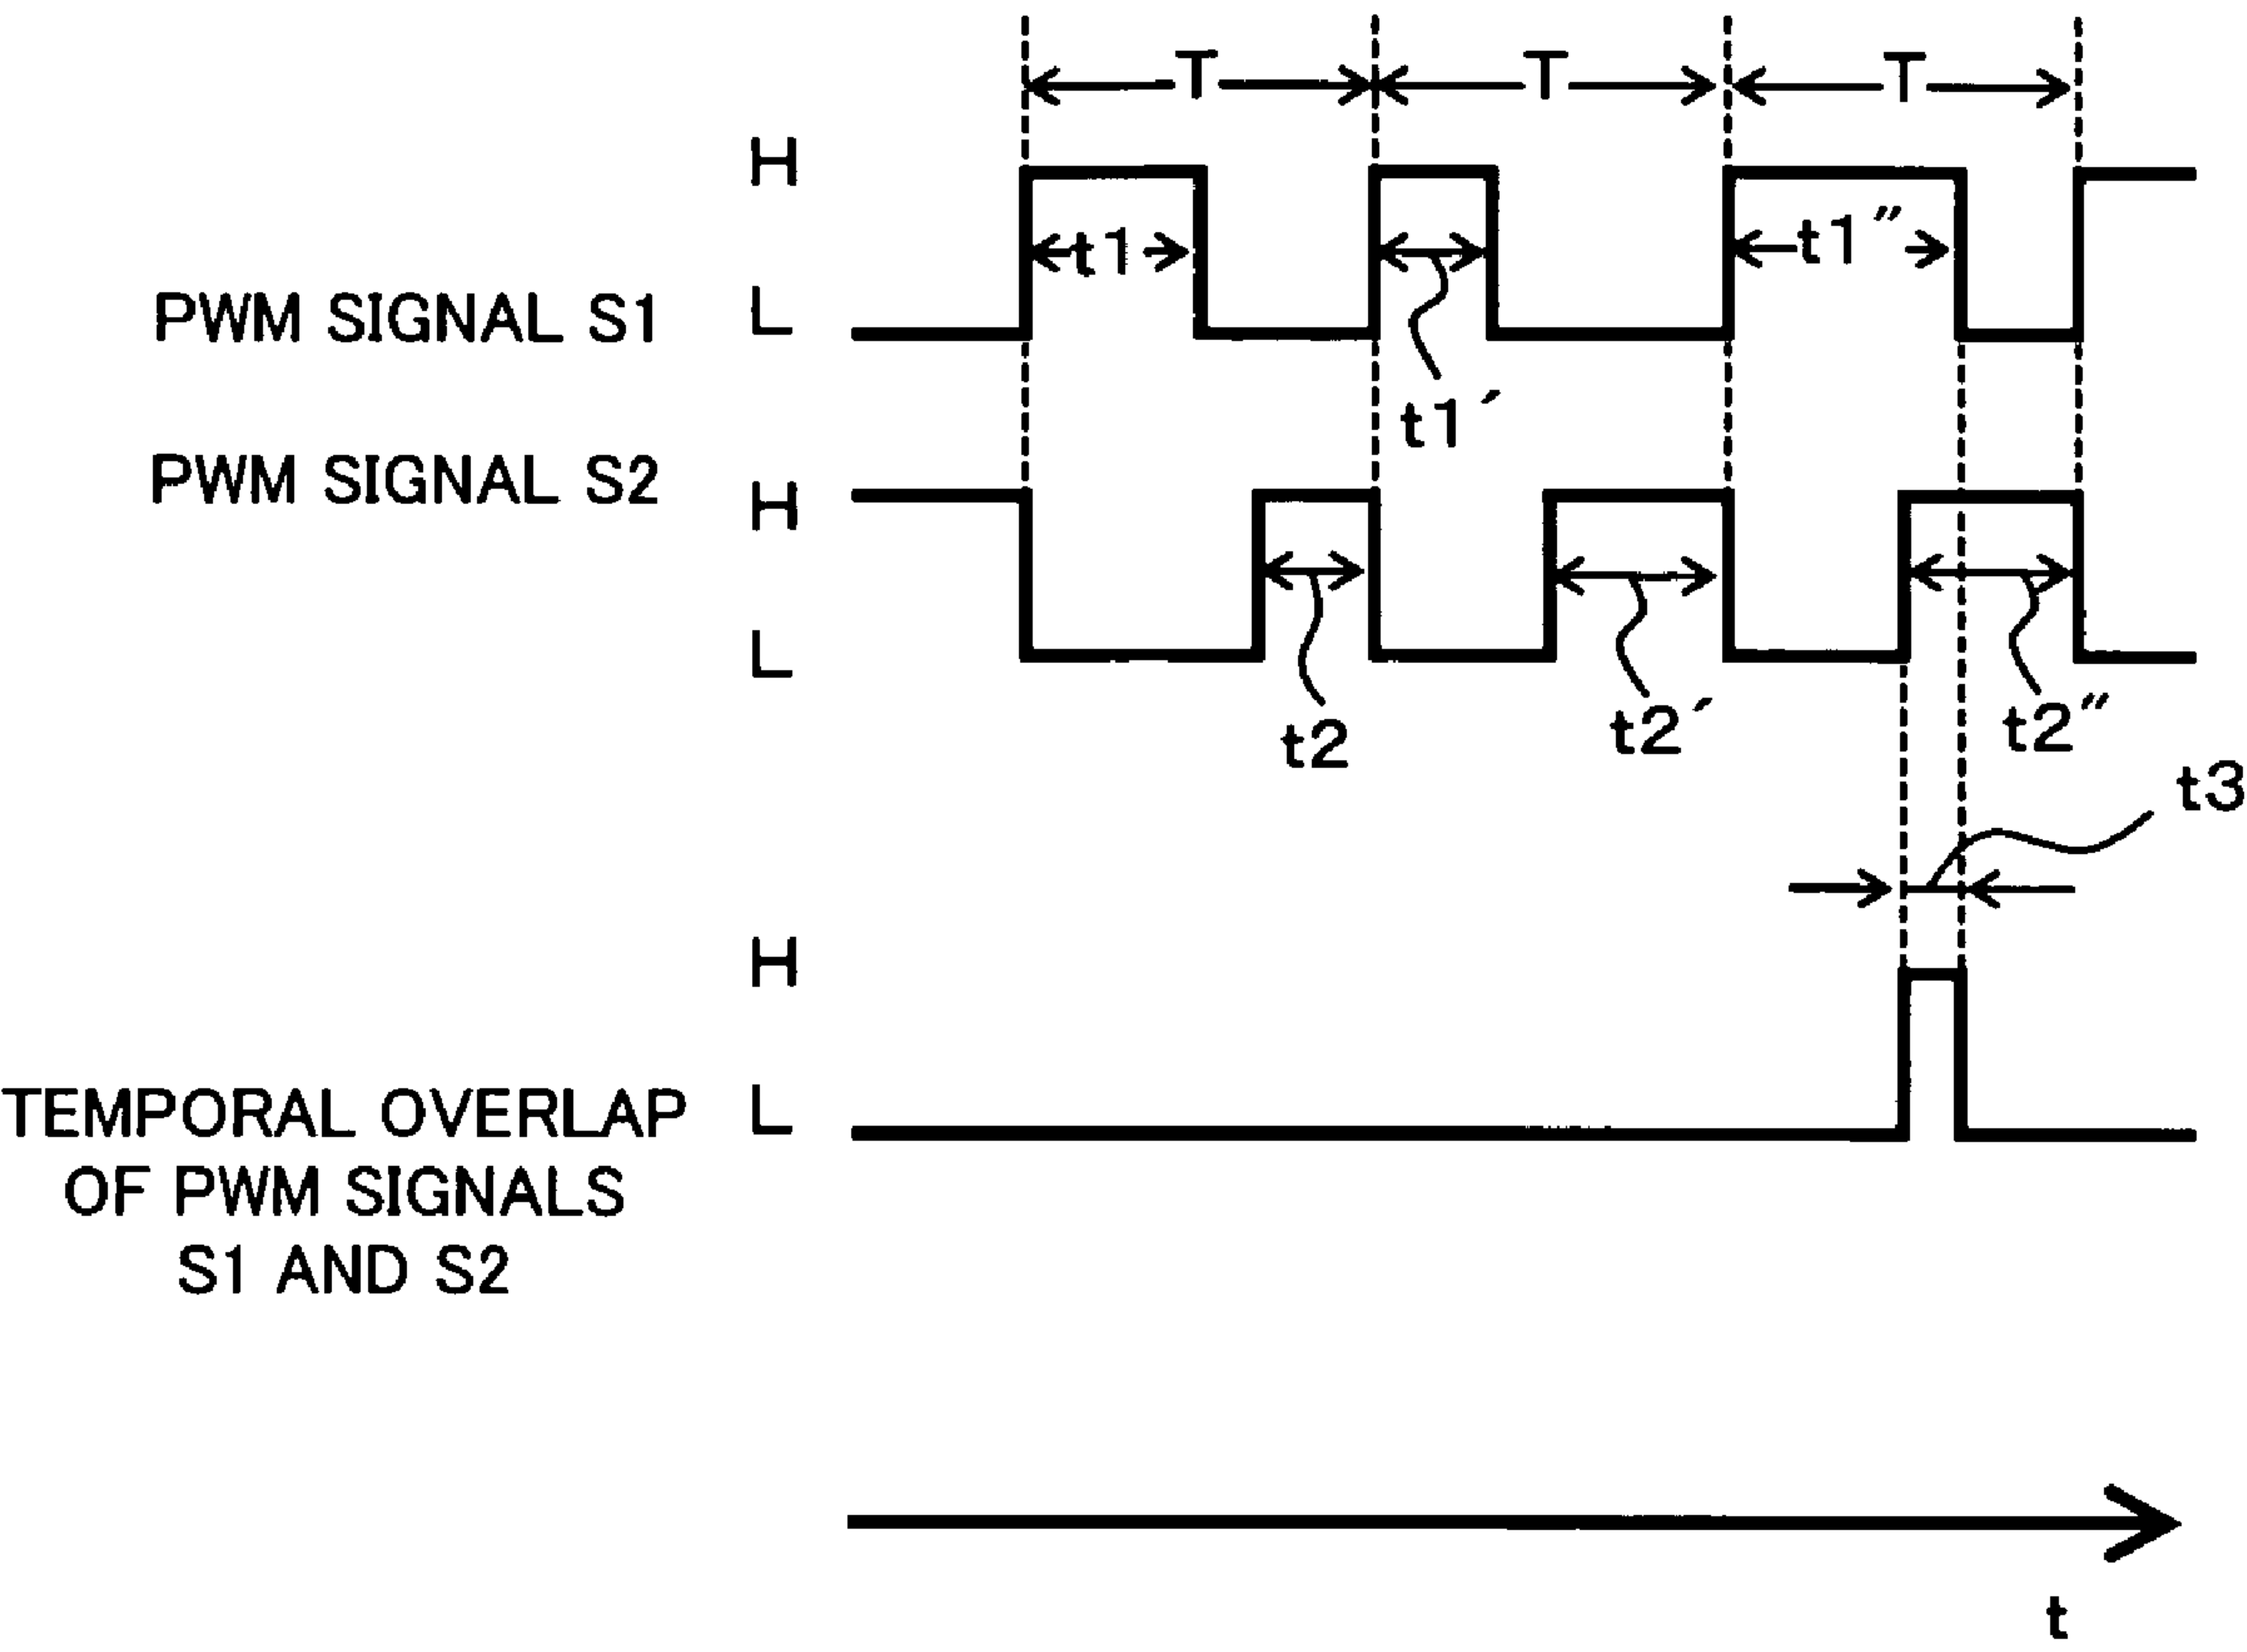 T T T
H
t1 t1″
PWM SIGNAL S1 L
t1′
PWM SIGNAL S2 H
L
t2 t2′ t2″
t3
H
TEMPORAL OVERLAP L
OF PWM SIGNALS
S1 AND S2
t